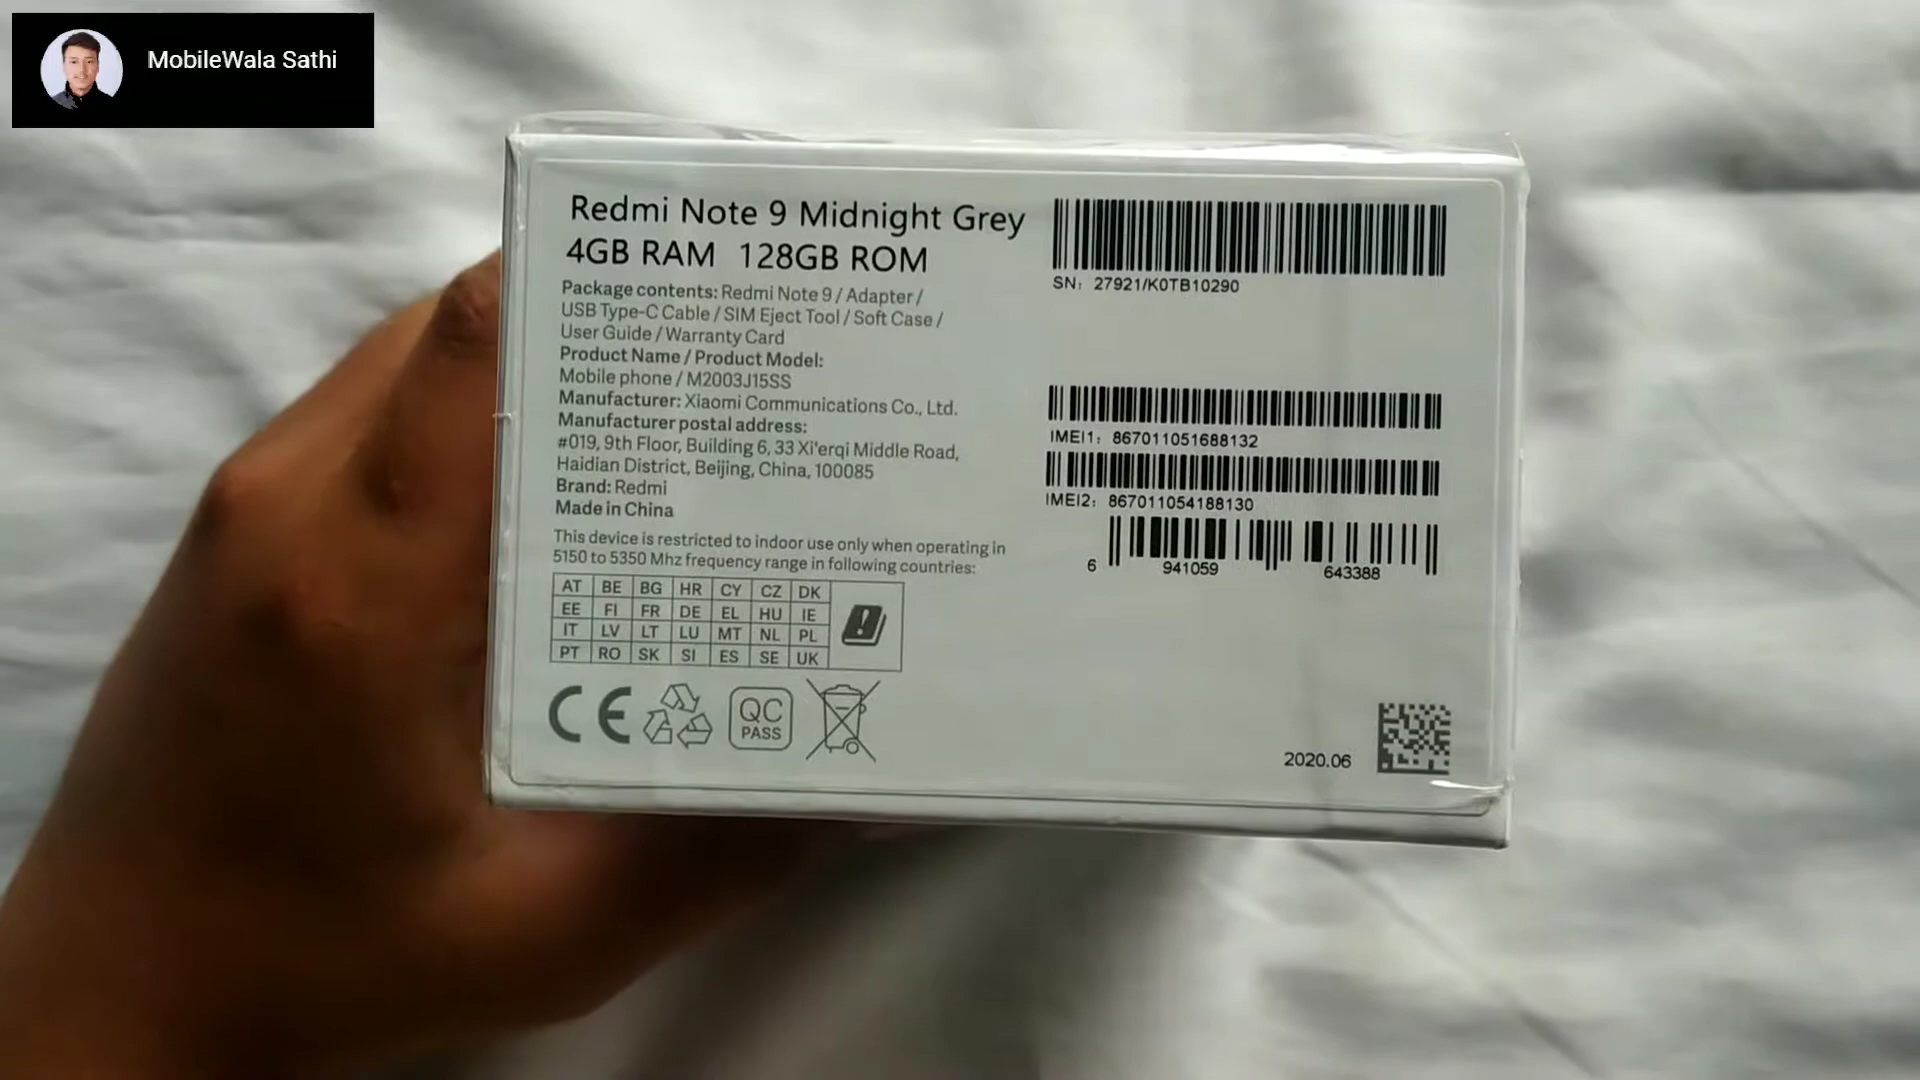 MobileWala Sathi
Redmi Note 9 Midnight Grey
4GB RAM 128GB ROM
Package contents: Redmi Note 9 / Adapter /
USB Type-C Cable / SIM Eject Tool / Soft Case /
User Guide / Warranty Card
Product Name / Product Model:
Mobile phone / M2003J15SS
Manufacturer: Xiaomi Communications Co., Ltd.
Manufacturer postal address:
#019, 9th Floor, Building 6, 33 Xi'erqi Middle Road,
Haidian District, Beijing, China, 100085
Brand: Redmi
Made in China
This device is restricted to indoor use only when operating in
5150 to 5350 Mhz frequency range in following countries:
AT BE BG HR CY CZ DK
EE FI FR DE EL HU IE
IT LV LT LU MT NL PL
PT RO SK SI ES SE UK
CE
QC
PASS
SN: 27921/K0TB10290
IMEI1: 867011051688132
IMEI2: 867011054188130
6 941059 643388
2020.06